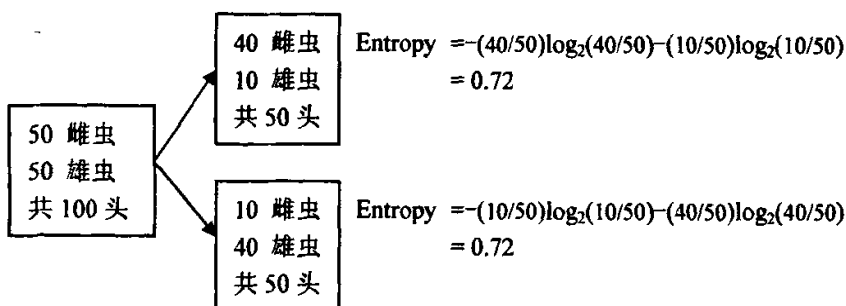 50 雌虫
50 雄虫
共 100 头
40 雌虫
10 雄虫
共 50 头
Entropy =-(40/50)log₂(40/50)-(10/50)log₂(10/50)
= 0.72
10 雌虫
40 雄虫
共 50 头
Entropy =-(10/50)log₂(10/50)-(40/50)log₂(40/50)
= 0.72